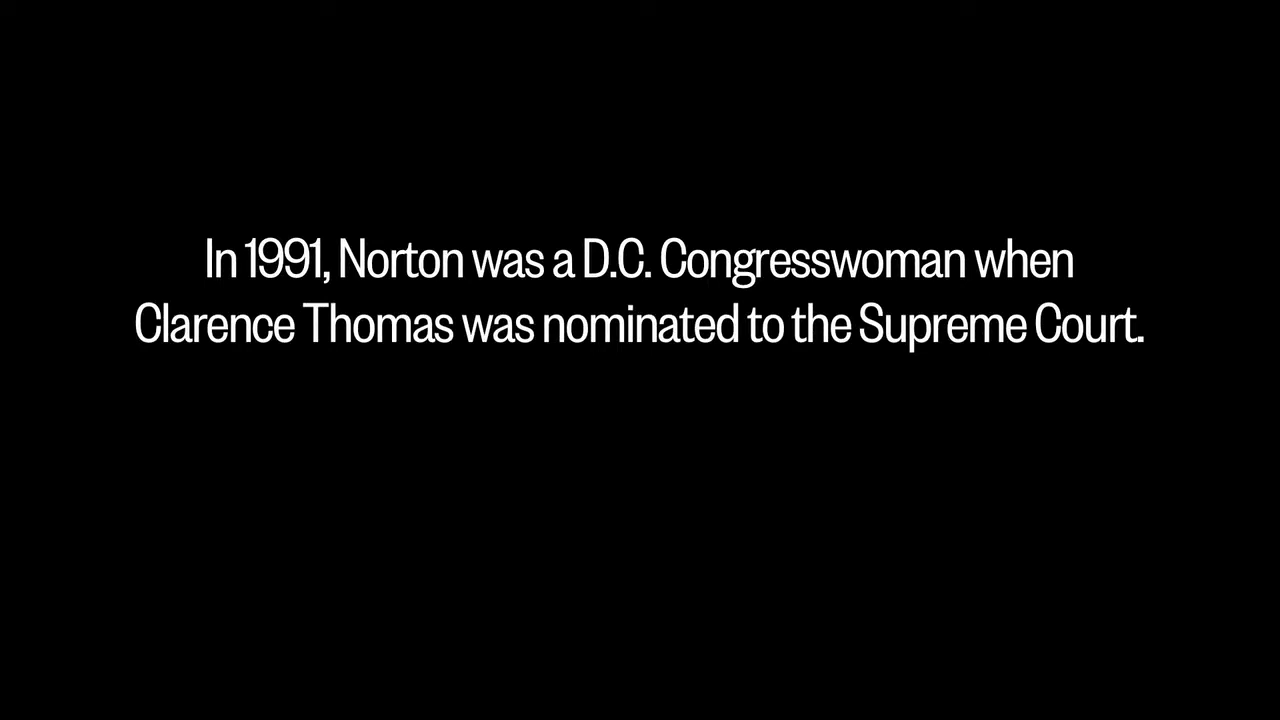 In 1991, Norton was a D.C. Congresswoman when
Clarence Thomas was nominated to the Supreme Court.